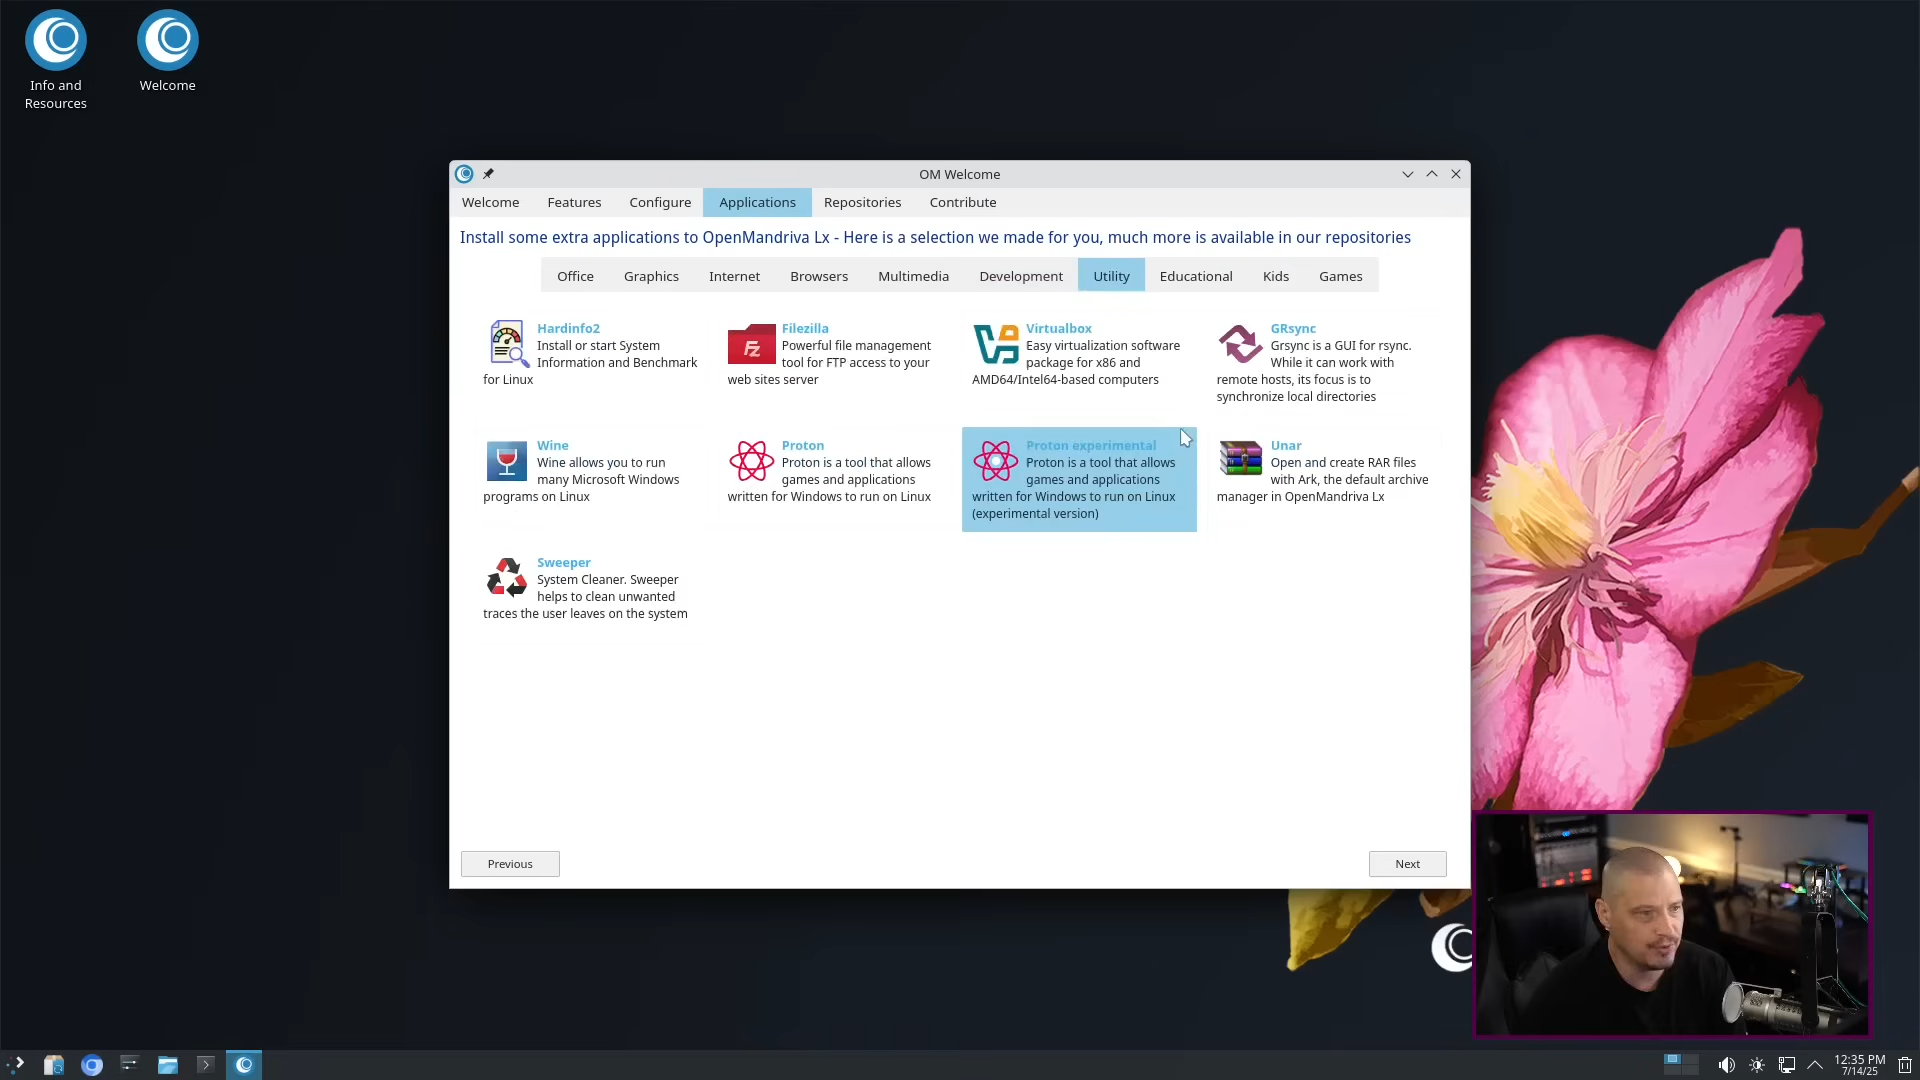 Info and
Resources
Welcome
OM Welcome
Welcome
Features
Configure
Applications
Repositories
Contribute
Install some extra applications to OpenMandriva Lx - Here is a selection we made for you, much more is available in our repositories
Office
Graphics
Internet
Browsers
Multimedia
Development
Utility
Educational
Kids
Games
Hardinfo2
Install or start System
Information and Benchmark
for Linux
Filezilla
Powerful file management
tool for FTP access to your
web sites server
Virtualbox
Easy virtualization software
package for x86 and
AMD64/Intel64-based computers
GRsync
Grsync is a GUI for rsync.
While it can work with
remote hosts, its focus is to
synchronize local directories
Wine
Wine allows you to run
many Microsoft Windows
programs on Linux
Proton
Proton is a tool that allows
games and applications
written for Windows to run on Linux
Proton experimental
Proton is a tool that allows
games and applications
written for Windows to run on Linux
(experimental version)
Unar
Open and create RAR files
with Ark, the default archive
manager in OpenMandriva Lx
Sweeper
System Cleaner. Sweeper
helps to clean unwanted
traces the user leaves on the system
Previous
Next
12:35 PM
7/14/25